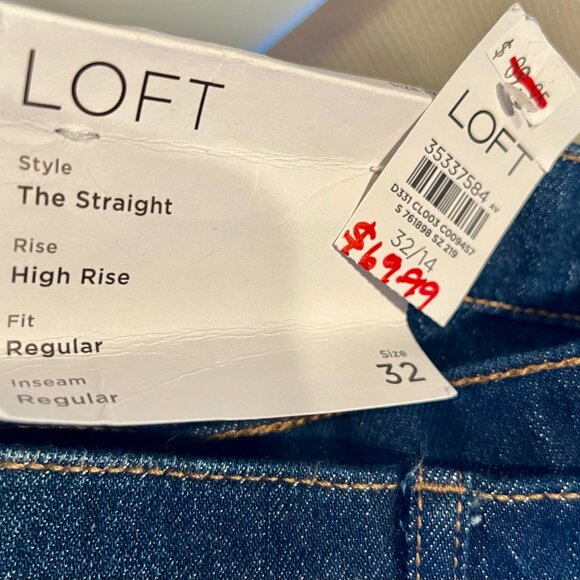 LOFT
Style
The Straight
Rise
High Rise
Fit
Regular
Inseam
Regular
Size
32
$
LOFT
35337584 AV
D331 CL003 C009457
S 761898 SZ 219
32/14
$69.99